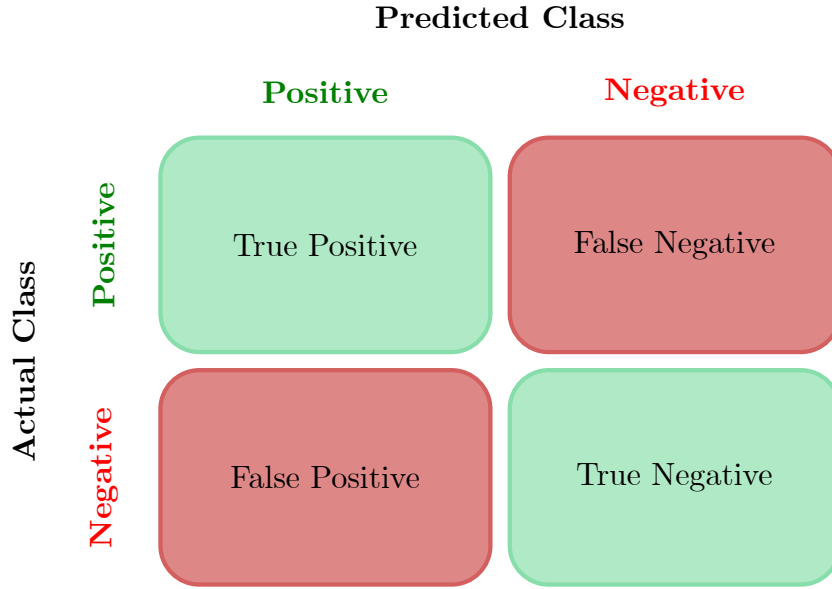 Predicted Class
Positive
Negative
Actual Class
Positive
True Positive
False Negative
Negative
False Positive
True Negative